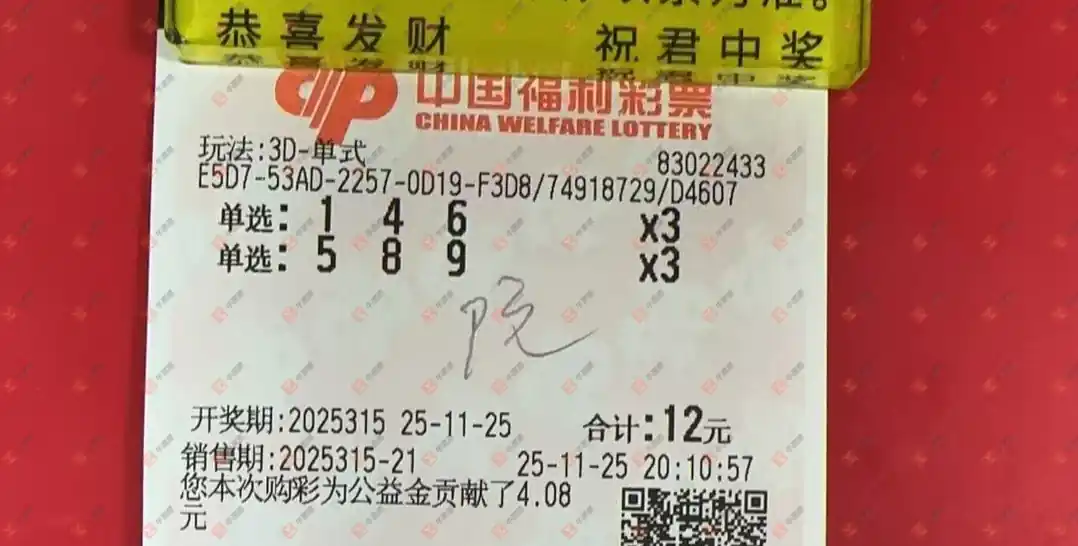 恭喜发财 祝君中奖
中国福利彩票
CHINA WELFARE LOTTERY
玩法:3D-单式 83022433
E5D7-53AD-2257-0D19-F3D8/74918729/D4607
单选: 1 4 6 x3
单选: 5 8 9 x3
院
开奖期:2025315 25-11-25 合计:12元
销售期:2025315-21 25-11-25 20:10:57
您本次购彩为公益金贡献了4.08
元